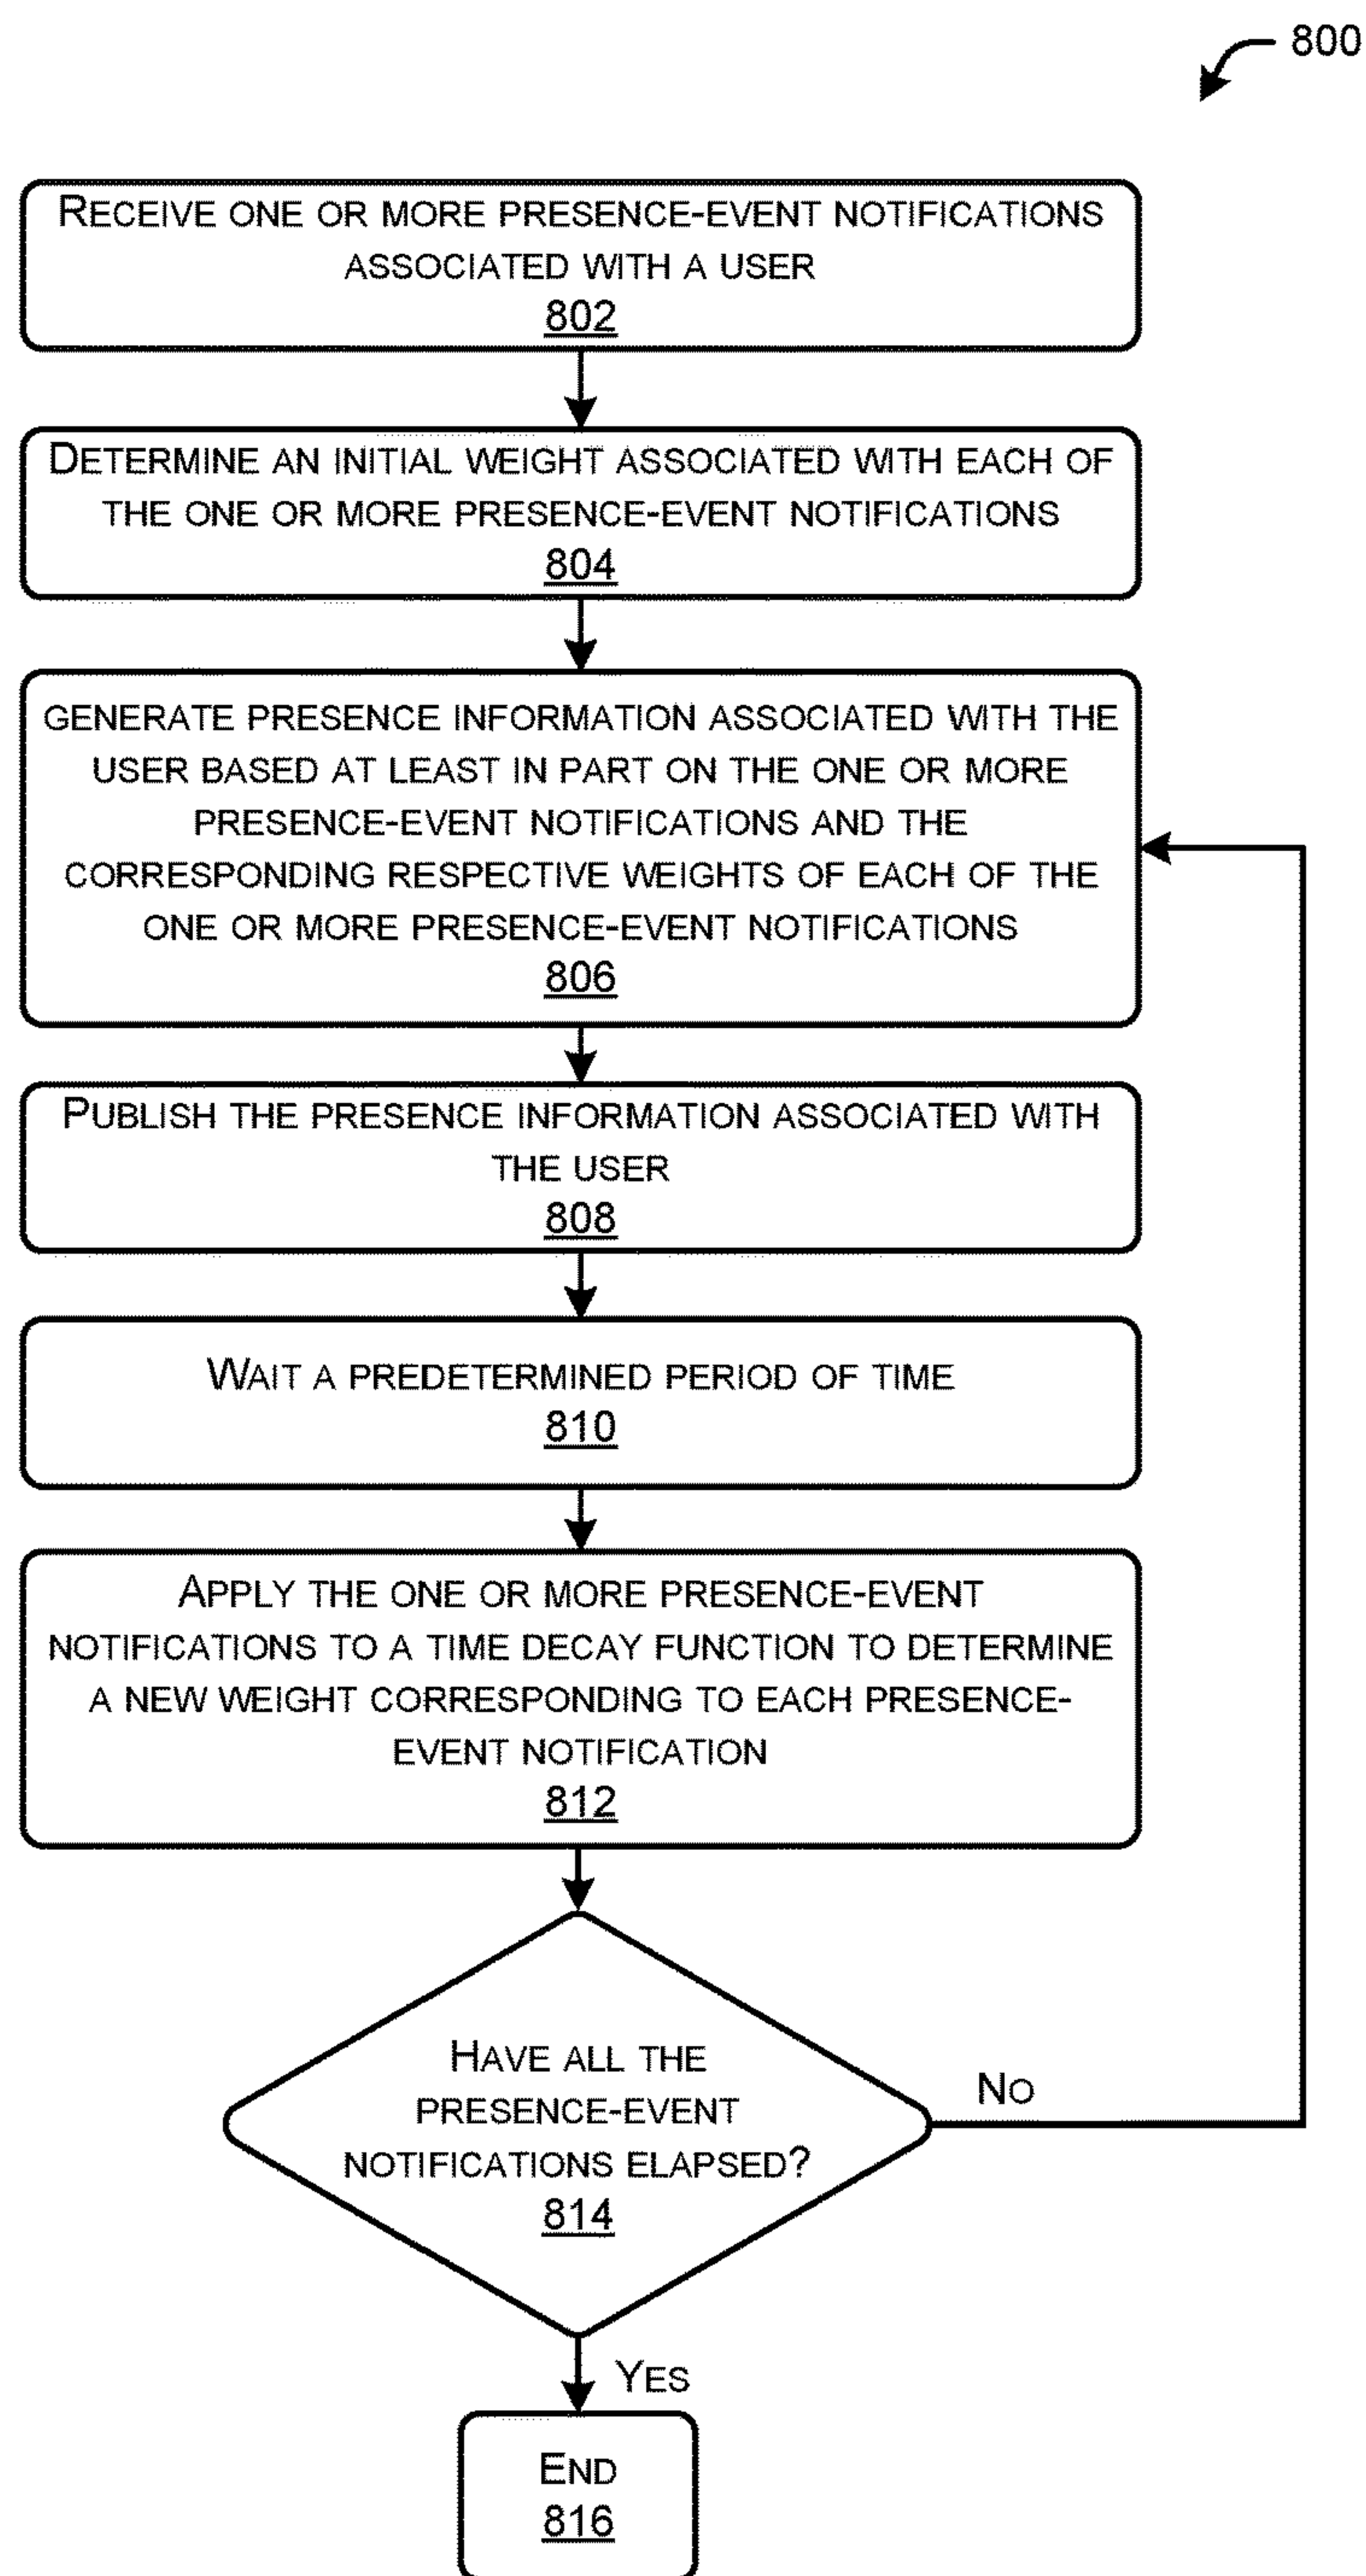 800
RECEIVE ONE OR MORE PRESENCE-EVENT NOTIFICATIONS
ASSOCIATED WITH A USER
802
DETERMINE AN INITIAL WEIGHT ASSOCIATED WITH EACH OF
THE ONE OR MORE PRESENCE-EVENT NOTIFICATIONS
804
GENERATE PRESENCE INFORMATION ASSOCIATED WITH THE
USER BASED AT LEAST IN PART ON THE ONE OR MORE
PRESENCE-EVENT NOTIFICATIONS AND THE
CORRESPONDING RESPECTIVE WEIGHTS OF EACH OF THE
ONE OR MORE PRESENCE-EVENT NOTIFICATIONS
806
PUBLISH THE PRESENCE INFORMATION ASSOCIATED WITH
THE USER
808
WAIT A PREDETERMINED PERIOD OF TIME
810
APPLY THE ONE OR MORE PRESENCE-EVENT
NOTIFICATIONS TO A TIME DECAY FUNCTION TO DETERMINE
A NEW WEIGHT CORRESPONDING TO EACH PRESENCE-
EVENT NOTIFICATION
812
HAVE ALL THE
PRESENCE-EVENT
NOTIFICATIONS ELAPSED?
814
NO
YES
END
816